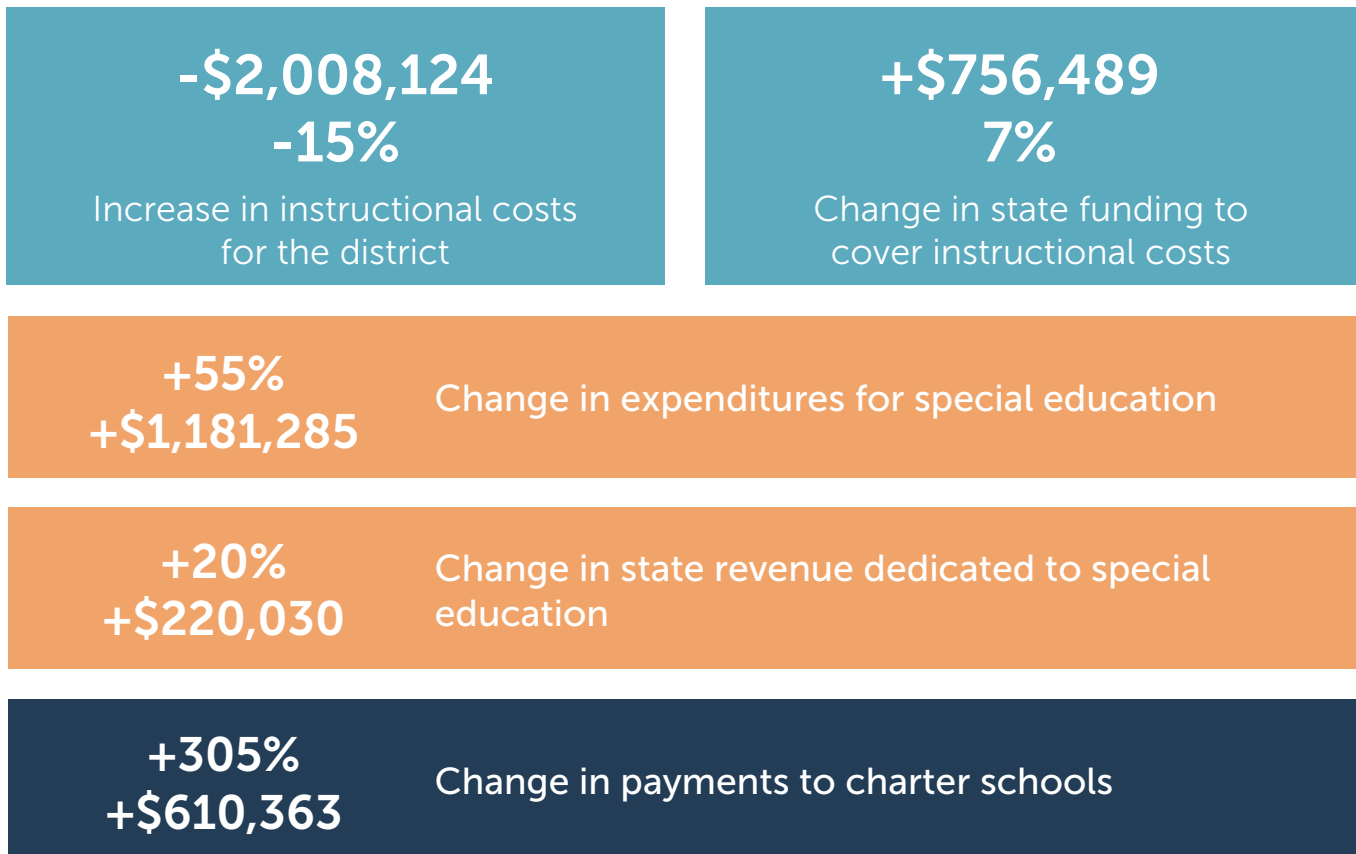 -$2,008,124
-15%
Increase in instructional costs
for the district
+$756,489
7%
Change in state funding to
cover instructional costs
+55%
+$1,181,285
Change in expenditures for special education
+20%
+$220,030
Change in state revenue dedicated to special
education
+305%
+$610,363
Change in payments to charter schools